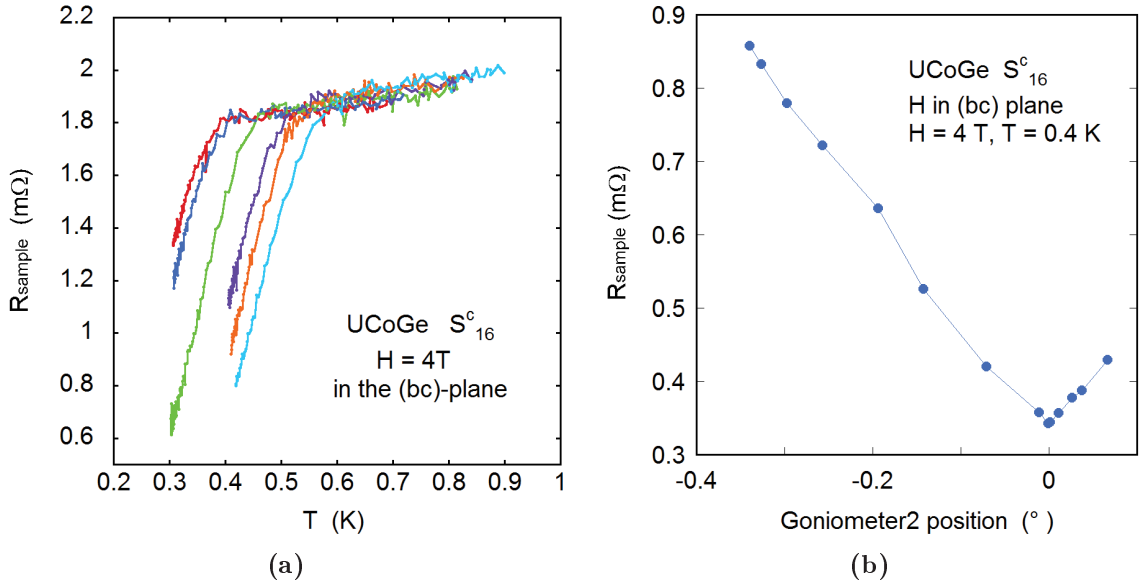 2.2
2
1.8
1.6
1.4
1.2
1
0.8
0.6
R_sample (mΩ)
UCoGe S^c_16
H = 4T
in the (bc)-plane
0.2 0.3 0.4 0.5 0.6 0.7 0.8 0.9 1
T (K)
(a)
0.9
0.8
0.7
0.6
0.5
0.4
0.3
R_sample (mΩ)
UCoGe S^c_16
H in (bc) plane
H = 4 T, T = 0.4 K
-0.4 -0.2 0
Goniometer2 position (°)
(b)